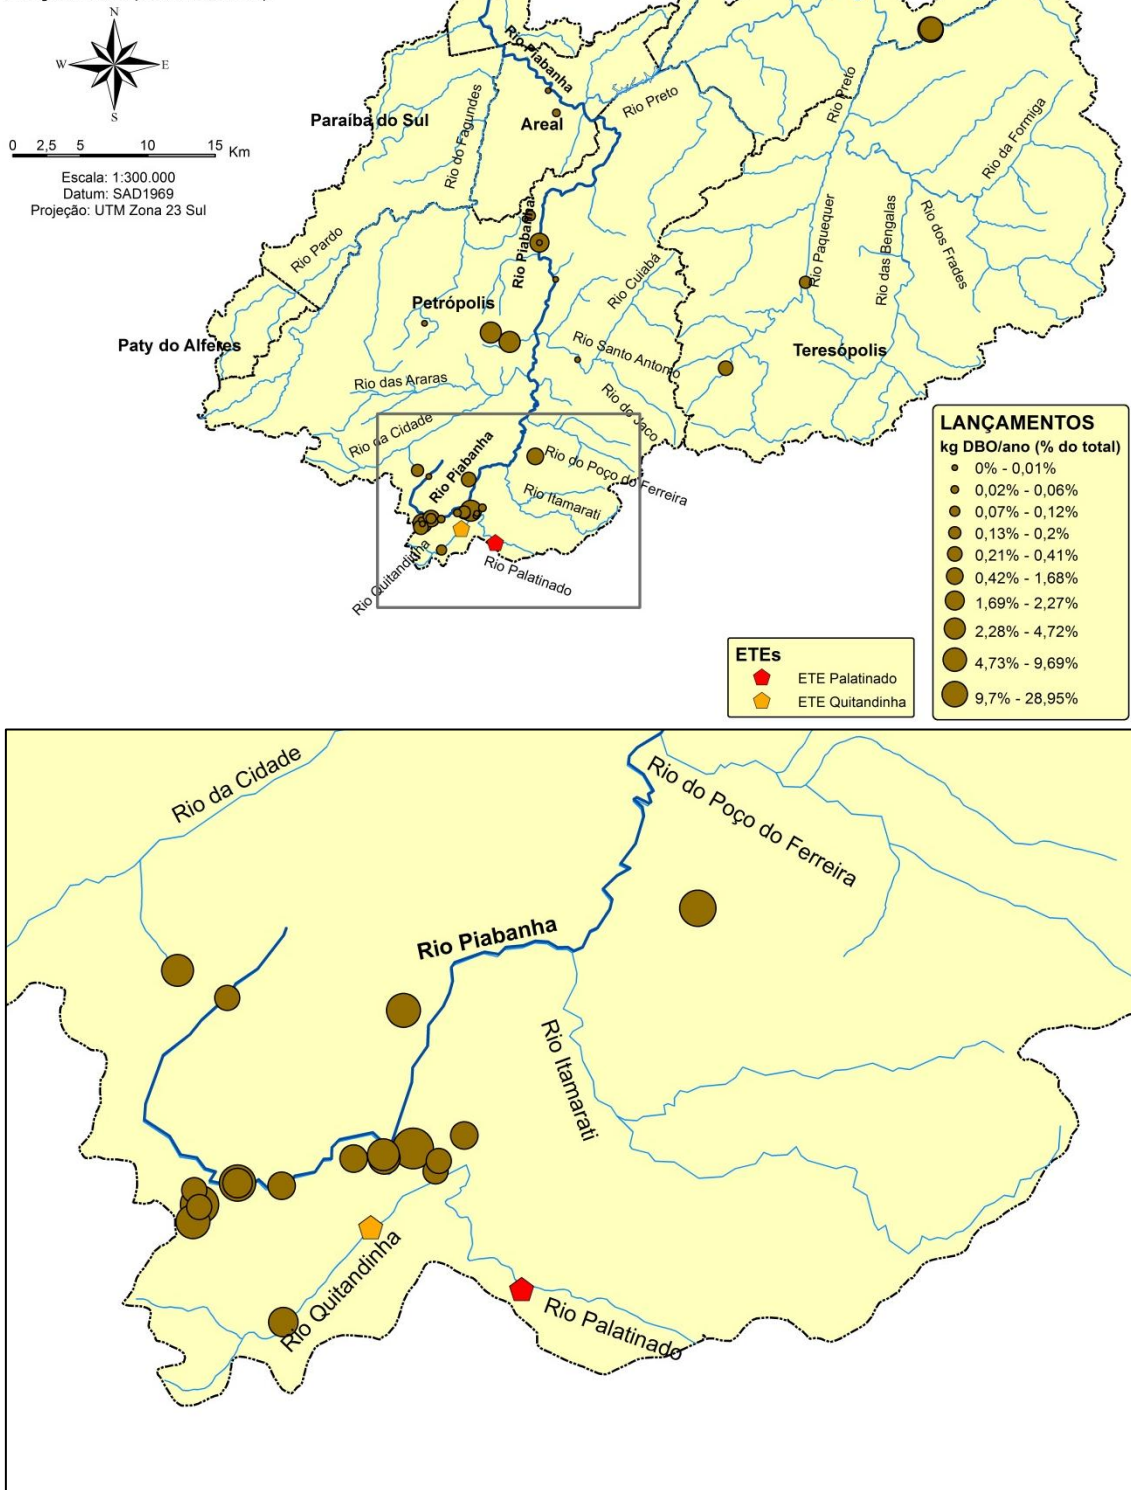 N
W
E
S
0 2,5 5 10 15 Km
Escala: 1:300.000
Datum: SAD1969
Projeção: UTM Zona 23 Sul
Rio Piabanha
Paraíba do Sul
Areal
Rio Preto
Rio Preto
Rio do Fagundes
Rio da Formiga
Rio Pardo
Rio Piabanha
Rio Cuiabá
Rio Paquequer
Rio das Bengalas
Rio dos Frades
Petrópolis
Paty do Alferes
Rio Santo Antonio
Teresópolis
Rio das Araras
Rio do Jaco
Rio da Cidade
Rio Piabanha
Rio do Poço do Ferreira
Rio Itamarati
Rio Quitandinha
Rio Palatinado
LANÇAMENTOS
kg DBO/ano (% do total)
0% - 0,01%
0,02% - 0,06%
0,07% - 0,12%
0,13% - 0,2%
0,21% - 0,41%
0,42% - 1,68%
1,69% - 2,27%
2,28% - 4,72%
4,73% - 9,69%
9,7% - 28,95%
ETEs
ETE Palatinado
ETE Quitandinha
Rio da Cidade
Rio do Poço do Ferreira
Rio Piabanha
Rio Itamarati
Rio Quitandinha
Rio Palatinado